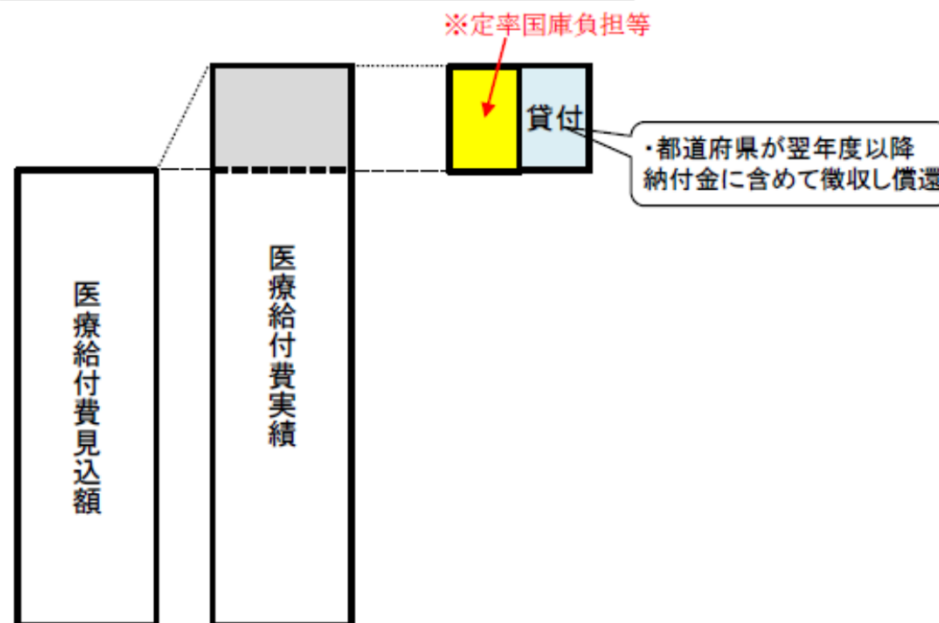 ※定率国庫負担等
貸付
・都道府県が翌年度以降
納付金に含めて徴収し償還
医療給付費見込額
医療給付費実績